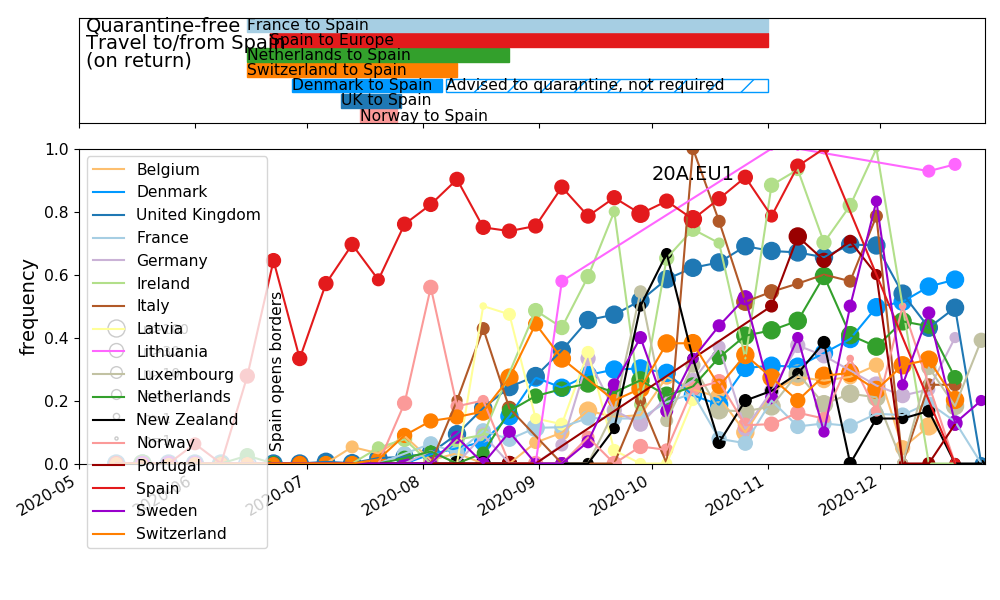 Quarantine-free
Travel to/from Spain
(on return)
France to Spain
Spain to Europe
Netherlands to Spain
Switzerland to Spain
Denmark to Spain
Advised to quarantine, not required
UK to Spain
Norway to Spain
1.0
0.8
0.6
0.4
0.2
0.0
frequency
20A.EU1
Spain opens borders
Belgium
Denmark
United Kingdom
France
Germany
Ireland
Italy
Latvia
Lithuania
Luxembourg
Netherlands
New Zealand
Norway
Portugal
Spain
Sweden
Switzerland
2020-05
2020-06
2020-07
2020-08
2020-09
2020-10
2020-11
2020-12